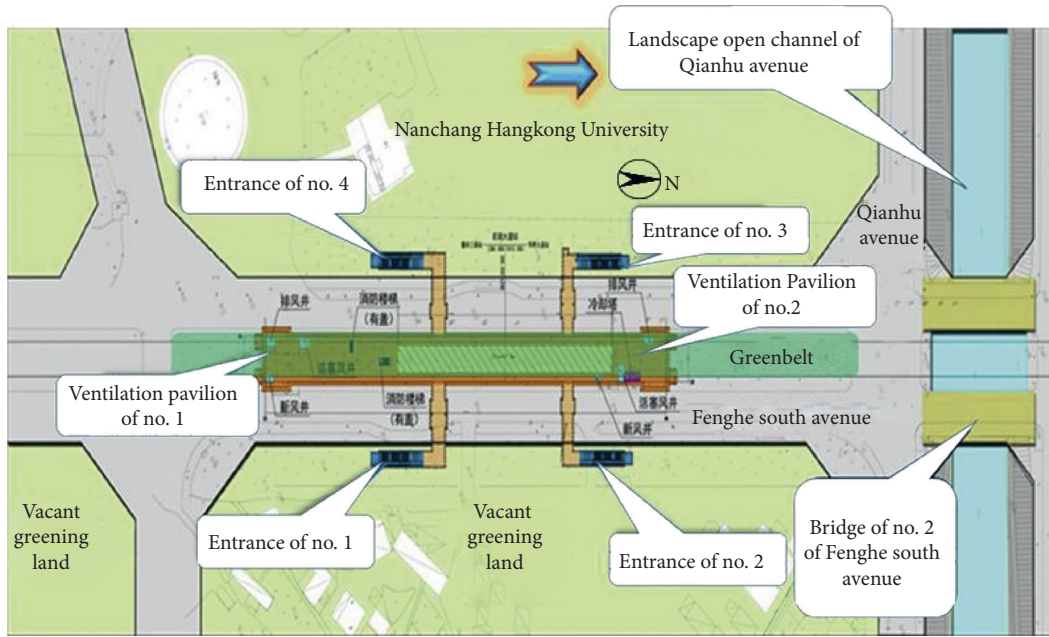 Landscape open channel of
Qianhu avenue
Nanchang Hangkong University
N
Entrance of no. 4
Entrance of no. 3
Qianhu
avenue
Ventilation Pavilion
of no.2
排风井
消防楼梯
(有盖)
排风井
冷却塔
Greenbelt
活塞风井
Ventilation pavilion
of no. 1
新风井
消防楼梯
(有盖)
活塞风井
新风井
Fenghe south avenue
Vacant
greening
land
Entrance of no. 1
Vacant
greening
land
Entrance of no. 2
Bridge of no. 2
of Fenghe south
avenue